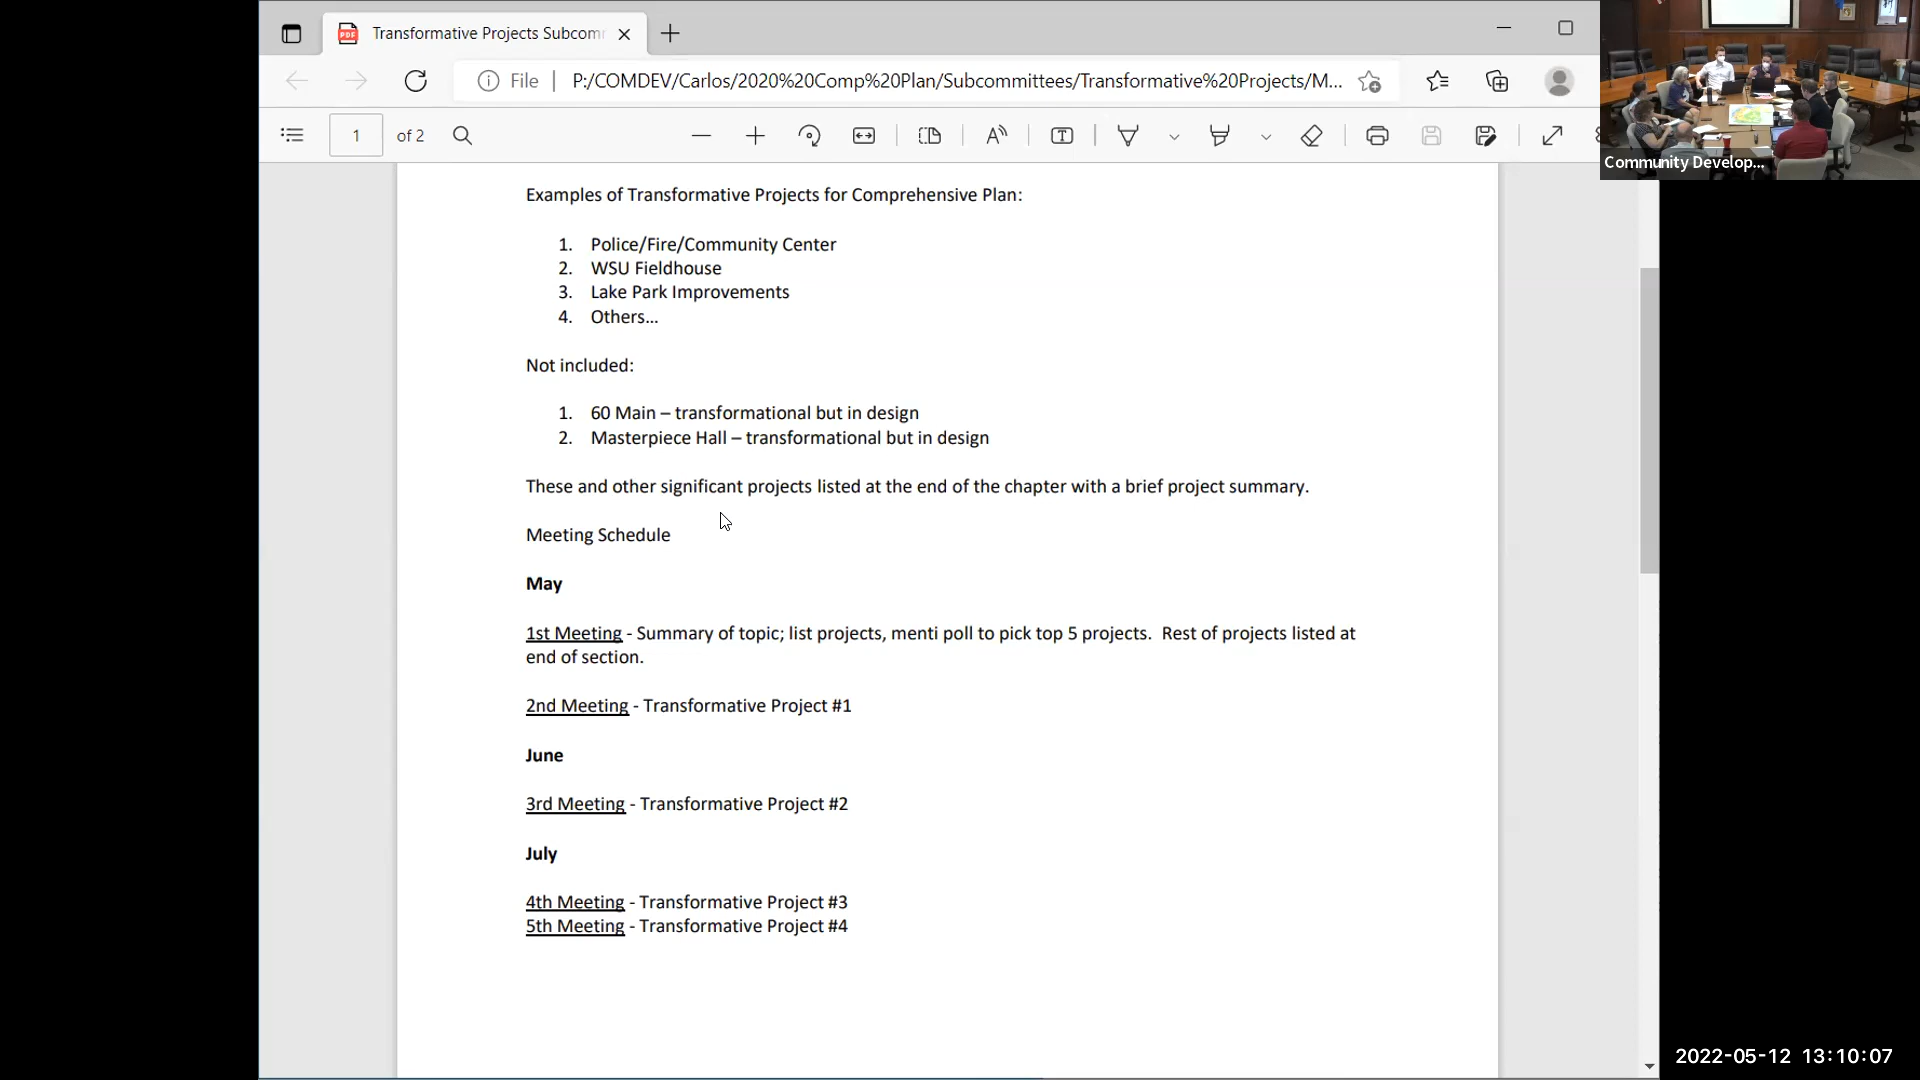 Transformative Projects Subcom
File
P:/COMDEV/Carlos/2020%20Comp%20Plan/Subcommittees/Transformative%20Projects/M...
1 of 2
Community Develop...
Examples of Transformative Projects for Comprehensive Plan:
1. Police/Fire/Community Center
2. WSU Fieldhouse
3. Lake Park Improvements
4. Others...
Not included:
1. 60 Main – transformational but in design
2. Masterpiece Hall – transformational but in design
These and other significant projects listed at the end of the chapter with a brief project summary.
Meeting Schedule
May
1st Meeting - Summary of topic; list projects, menti poll to pick top 5 projects. Rest of projects listed at
end of section.
2nd Meeting - Transformative Project #1
June
3rd Meeting - Transformative Project #2
July
4th Meeting - Transformative Project #3
5th Meeting - Transformative Project #4
2022-05-12 13:10:07